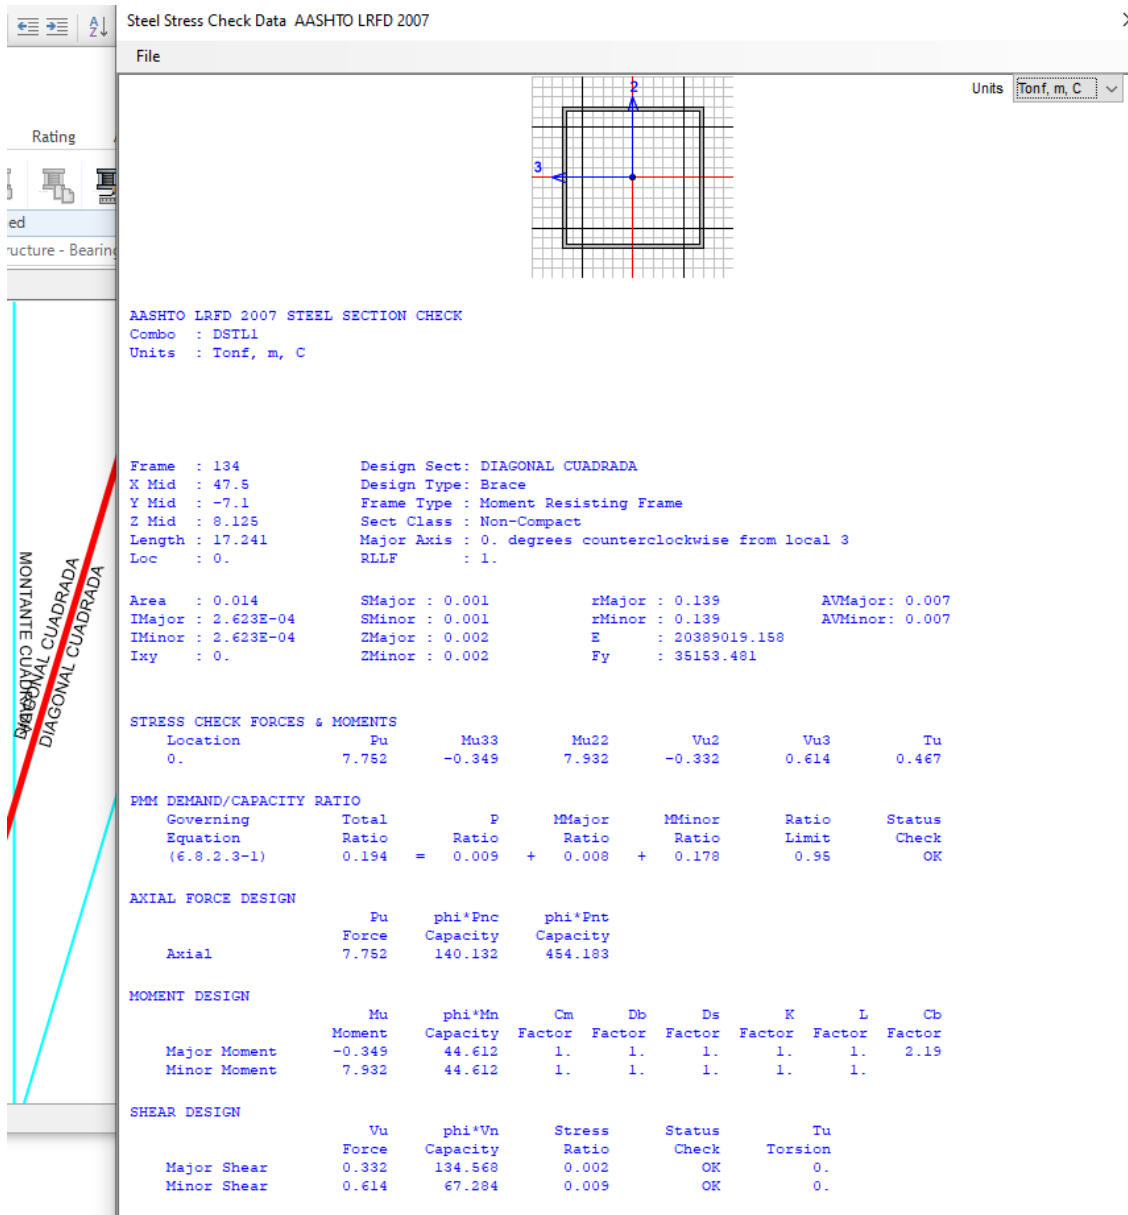 Steel Stress Check Data  AASHTO LRFD 2007
File
Units Tonf, m, C
Rating
ed
ructure - Bearing
2
3
AASHTO LRFD 2007 STEEL SECTION CHECK
Combo  : DSTL1
Units  : Tonf, m, C
Frame  : 134  Design Sect: DIAGONAL CUADRADA
X Mid  : 47.5  Design Type: Brace
Y Mid  : -7.1  Frame Type : Moment Resisting Frame
Z Mid  : 8.125  Sect Class : Non-Compact
Length : 17.241  Major Axis : 0. degrees counterclockwise from local 3
Loc    : 0.  RLLF       : 1.
Area   : 0.014  SMajor : 0.001  rMajor : 0.139  AVMajor: 0.007
IMajor : 2.623E-04  SMinor : 0.001  rMinor : 0.139  AVMinor: 0.007
IMinor : 2.623E-04  ZMajor : 0.002  E      : 20389019.158
Ixy    : 0.  ZMinor : 0.002  Fy     : 35153.481
STRESS CHECK FORCES & MOMENTS
Location  Pu  Mu33  Mu22  Vu2  Vu3  Tu
0.  7.752  -0.349  7.932  -0.332  0.614  0.467
PMM DEMAND/CAPACITY RATIO
Governing  Total  P  MMajor  MMinor  Ratio  Status
Equation  Ratio  Ratio  Ratio  Ratio  Limit  Check
(6.8.2.3-1)  0.194  =  0.009  +  0.008  +  0.178  0.95  OK
AXIAL FORCE DESIGN
Pu  phi*Pnc  phi*Pnt
Force  Capacity  Capacity
Axial  7.752  140.132  454.183
MOMENT DESIGN
Mu  phi*Mn  Cm  Db  Ds  K  L  Cb
Moment  Capacity  Factor  Factor  Factor  Factor  Factor  Factor
Major Moment  -0.349  44.612  1.  1.  1.  1.  1.  2.19
Minor Moment  7.932  44.612  1.  1.  1.  1.  1.
SHEAR DESIGN
Vu  phi*Vn  Stress  Status  Tu
Force  Capacity  Ratio  Check  Torsion
Major Shear  0.332  134.568  0.002  OK  0.
Minor Shear  0.614  67.284  0.009  OK  0.
MONTANTE CUADRADA
DIAGONAL CUADRADA
DIAGONAL CUADRADA